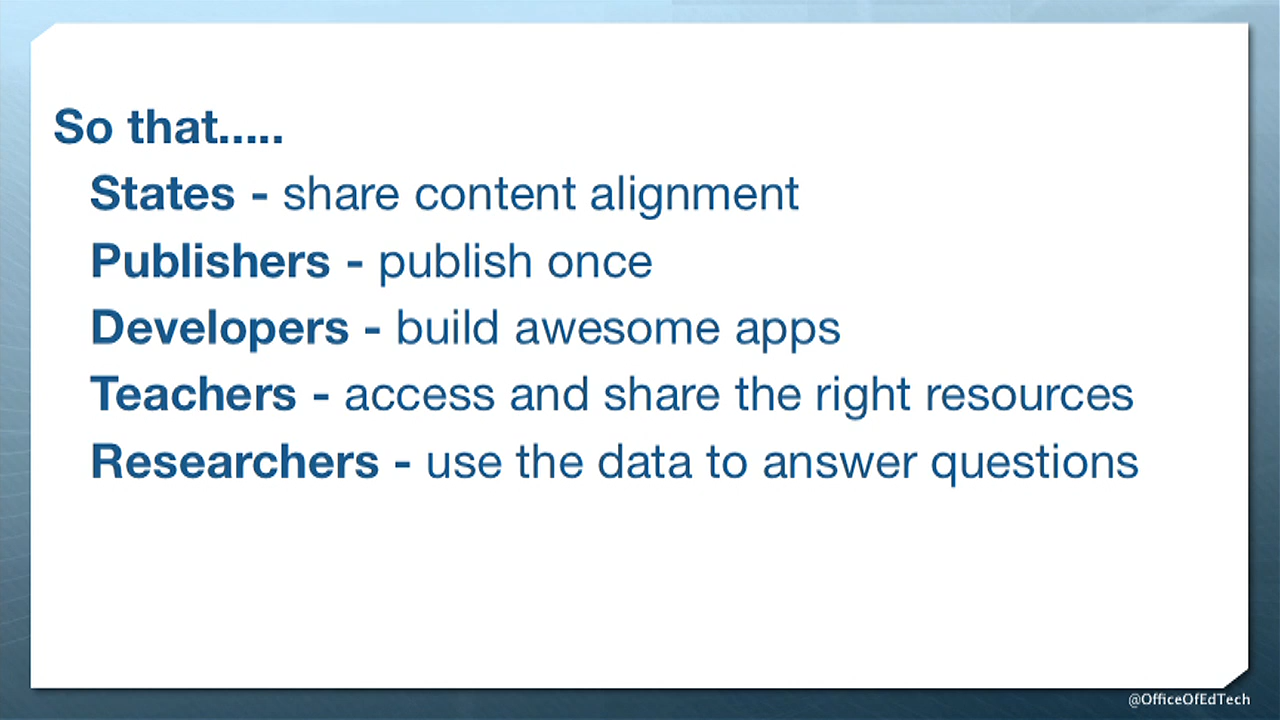 So that.....
States - share content alignment
Publishers - publish once
Developers - build awesome apps
Teachers - access and share the right resources
Researchers - use the data to answer questions
@OfficeOfEdTech